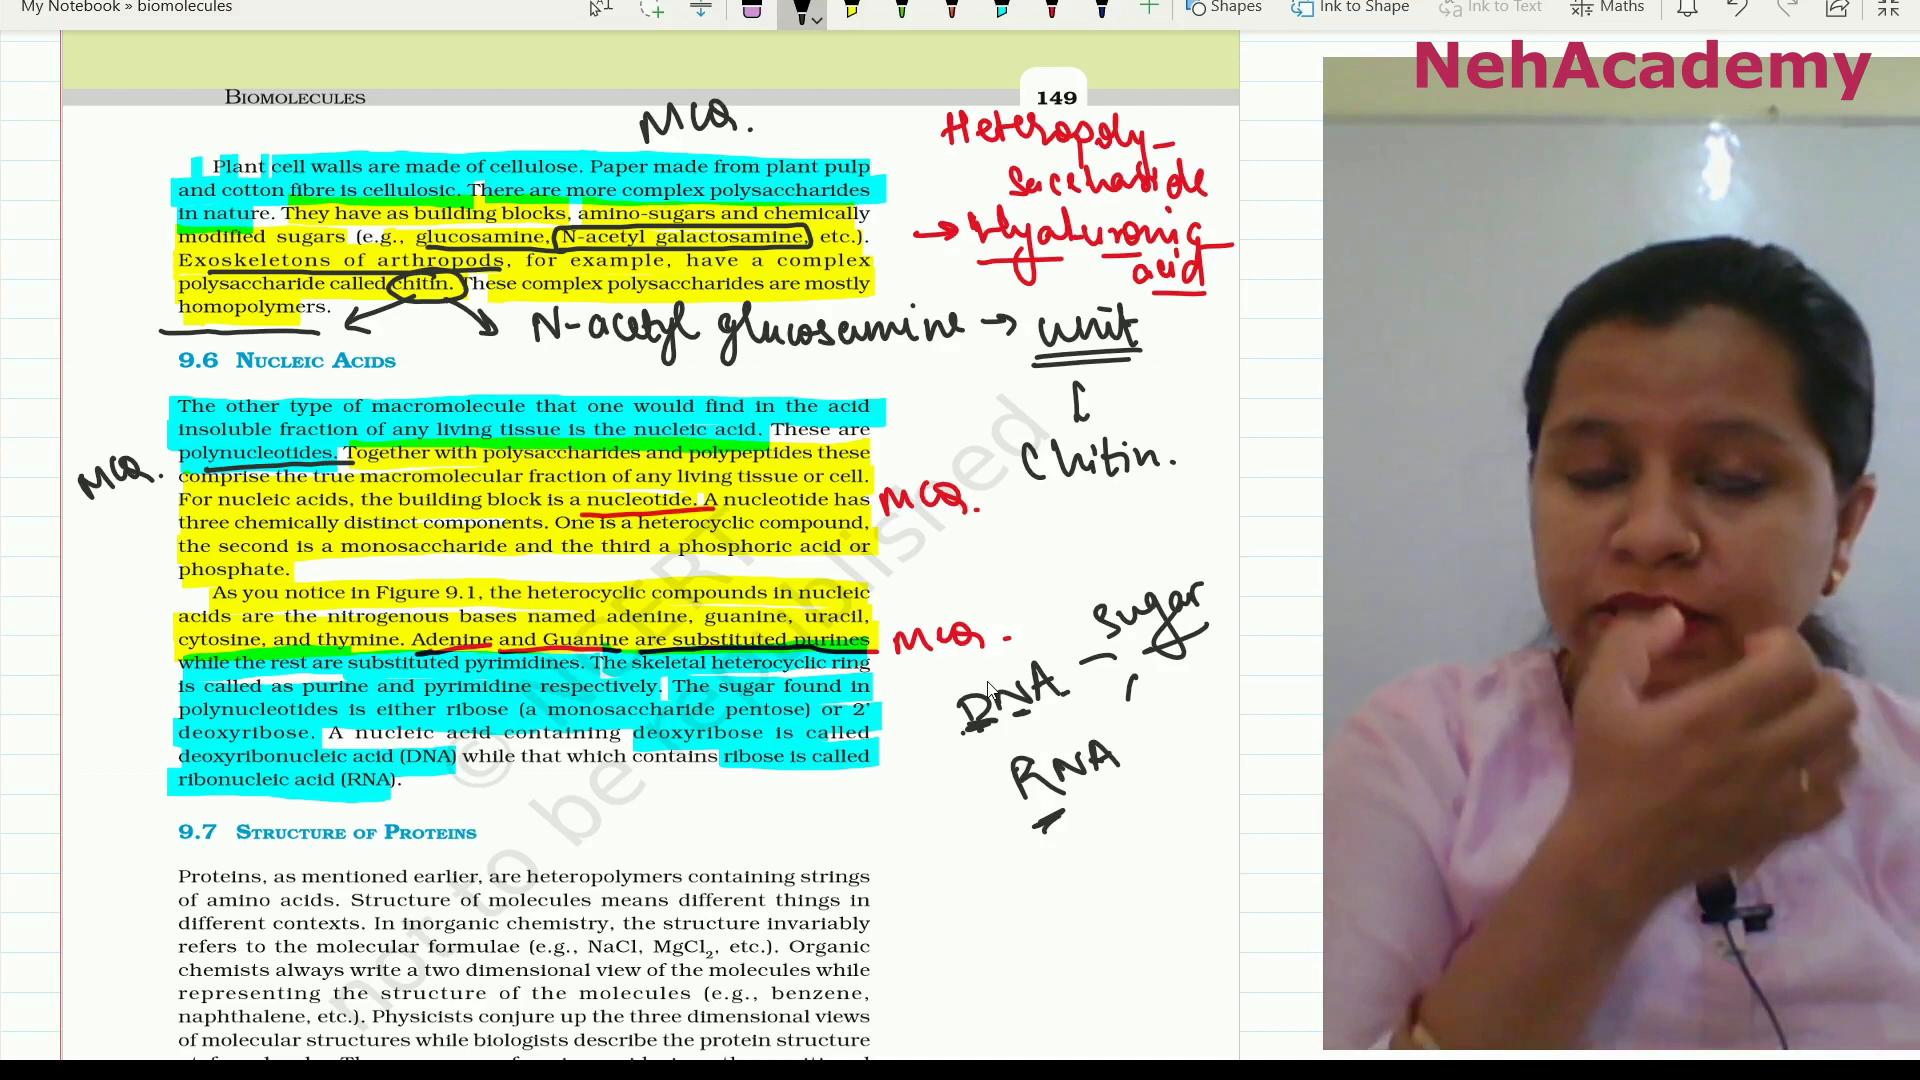 My Notebook » biomolecules
Shapes
Ink to Shape
Ink to Text
Maths
NehAcademy
BIOMOLECULES
149
MCQ.
Plant cell walls are made of cellulose. Paper made from plant pulp
and cotton fibre is cellulosic. There are more complex polysaccharides
in nature. They have as building blocks, amino-sugars and chemically
modified sugars (e.g., glucosamine, N-acetyl galactosamine, etc.).
Exoskeletons of arthropods, for example, have a complex
polysaccharide called chitin. These complex polysaccharides are mostly
homopolymers.
Heteropoly-
saccharide
→ Hyaluronic
acid
N-acetyl glucosamine → unit
Chitin.
9.6 NUCLEIC ACIDS
The other type of macromolecule that one would find in the acid
insoluble fraction of any living tissue is the nucleic acid. These are
polynucleotides. Together with polysaccharides and polypeptides these
comprise the true macromolecular fraction of any living tissue or cell.
For nucleic acids, the building block is a nucleotide. A nucleotide has
three chemically distinct components. One is a heterocyclic compound,
the second is a monosaccharide and the third a phosphoric acid or
phosphate.
MCQ.
MCQ.
As you notice in Figure 9.1, the heterocyclic compounds in nucleic
acids are the nitrogenous bases named adenine, guanine, uracil,
cytosine, and thymine. Adenine and Guanine are substituted purines
while the rest are substituted pyrimidines. The skeletal heterocyclic ring
is called as purine and pyrimidine respectively. The sugar found in
polynucleotides is either ribose (a monosaccharide pentose) or 2'
deoxyribose. A nucleic acid containing deoxyribose is called
deoxyribonucleic acid (DNA) while that which contains ribose is called
ribonucleic acid (RNA).
MCQ.
sugar
DNA
RNA
9.7 STRUCTURE OF PROTEINS
Proteins, as mentioned earlier, are heteropolymers containing strings
of amino acids. Structure of molecules means different things in
different contexts. In inorganic chemistry, the structure invariably
refers to the molecular formulae (e.g., NaCl, MgCl₂, etc.). Organic
chemists always write a two dimensional view of the molecules while
representing the structure of the molecules (e.g., benzene,
naphthalene, etc.). Physicists conjure up the three dimensional views
of molecular structures while biologists describe the protein structure
© NCERT
not to be republished